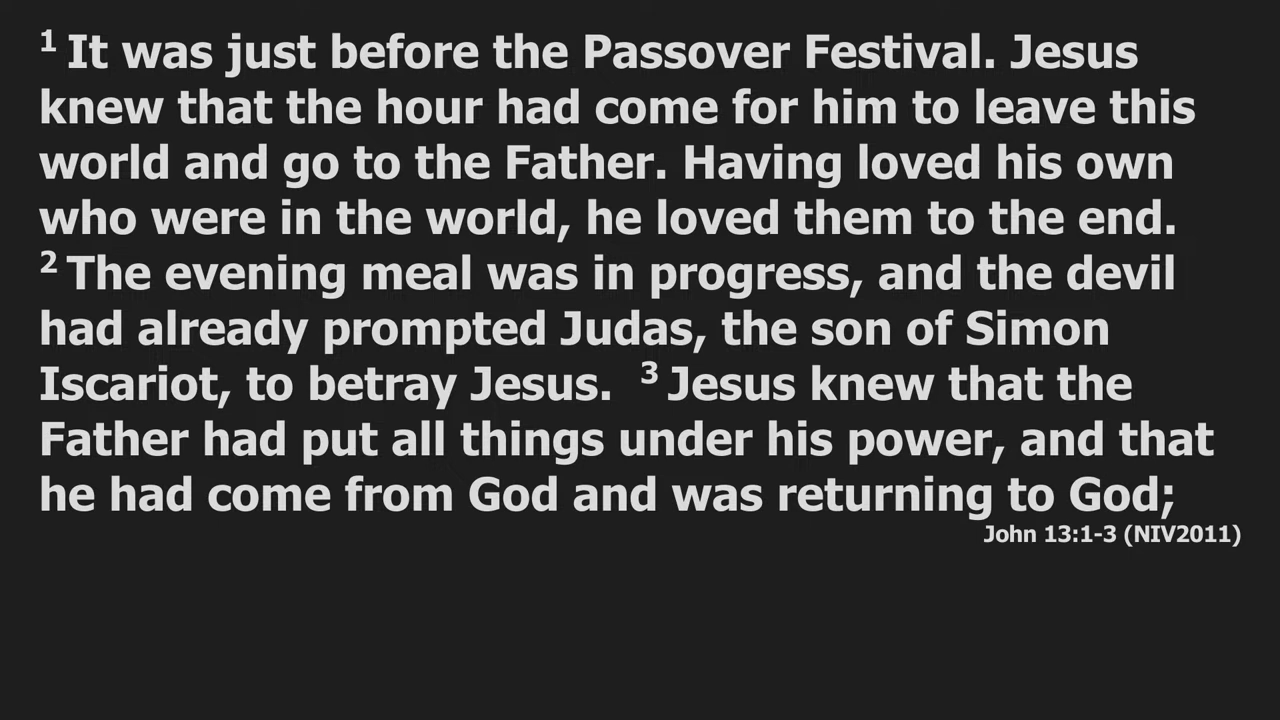 1 It was just before the Passover Festival. Jesus
knew that the hour had come for him to leave this
world and go to the Father. Having loved his own
who were in the world, he loved them to the end.
2 The evening meal was in progress, and the devil
had already prompted Judas, the son of Simon
Iscariot, to betray Jesus. 3 Jesus knew that the
Father had put all things under his power, and that
he had come from God and was returning to God;
John 13:1-3 (NIV2011)